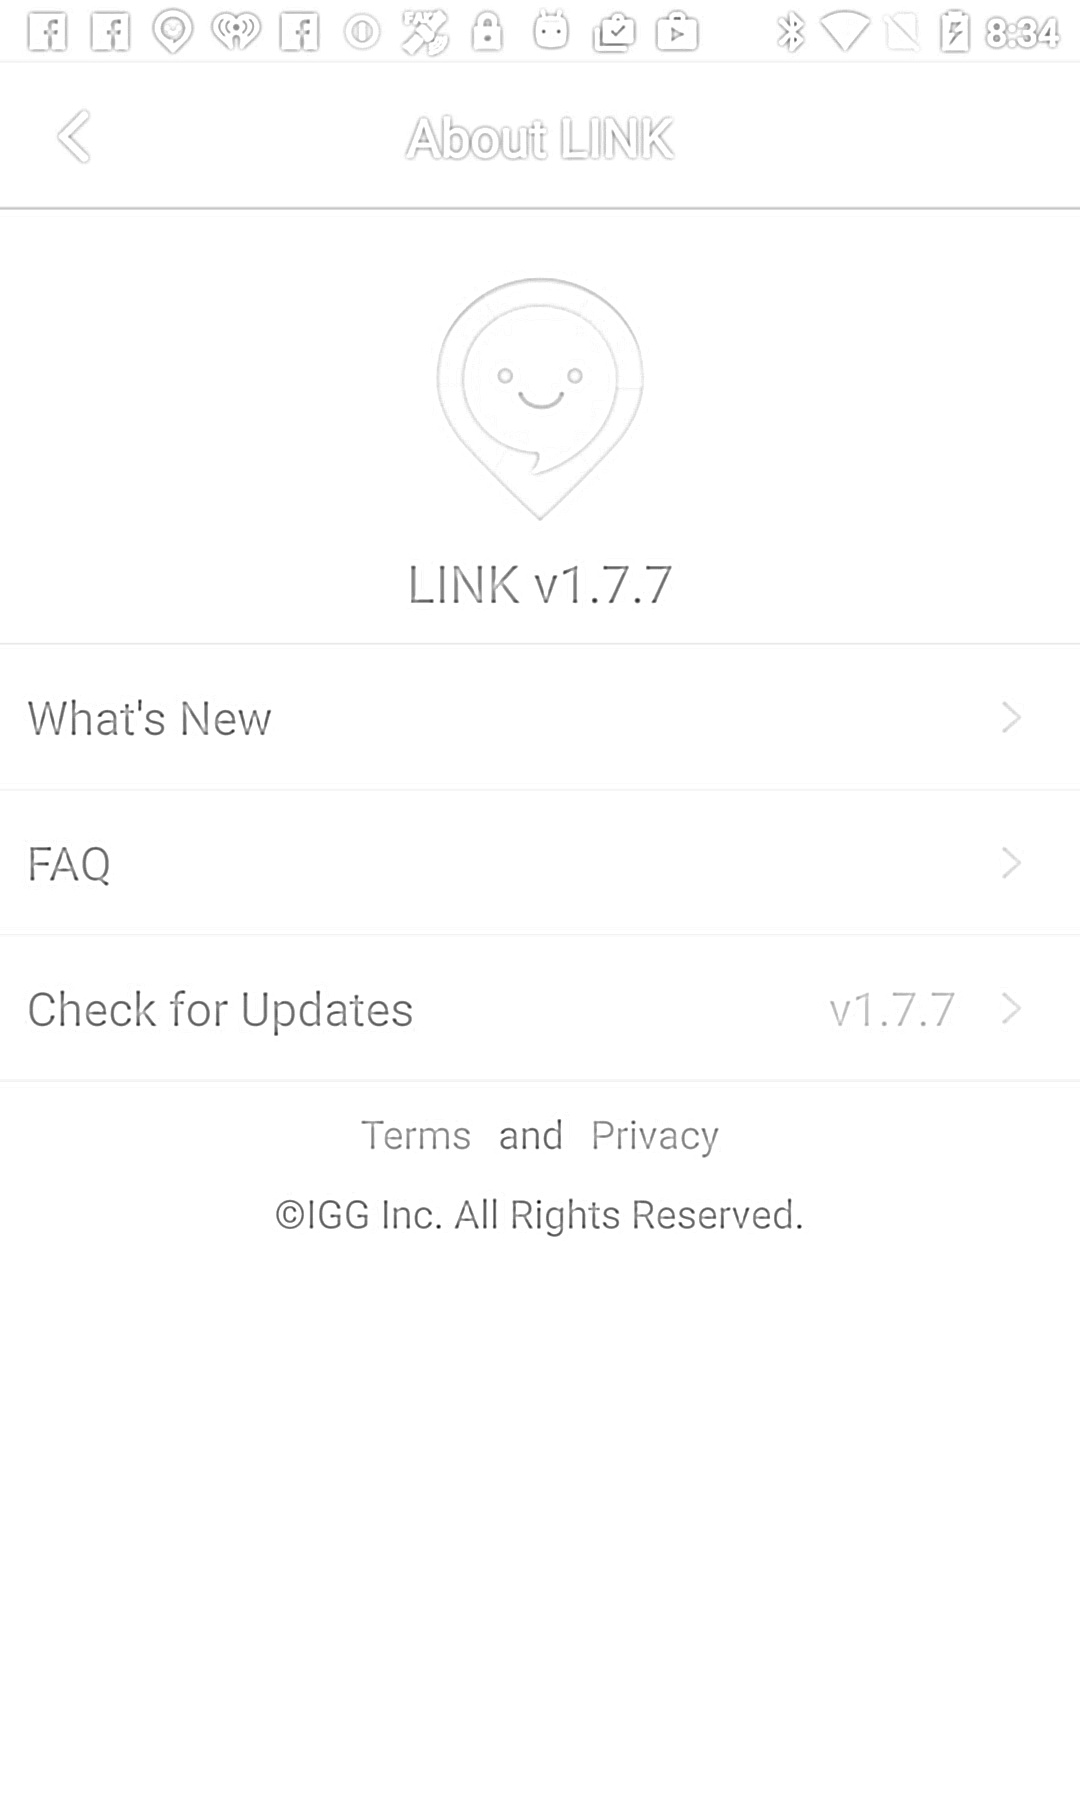 8:34
About LINK
LINK v1.7.7
What's New
FAQ
Check for Updates v1.7.7
Terms and Privacy
©IGG Inc. All Rights Reserved.